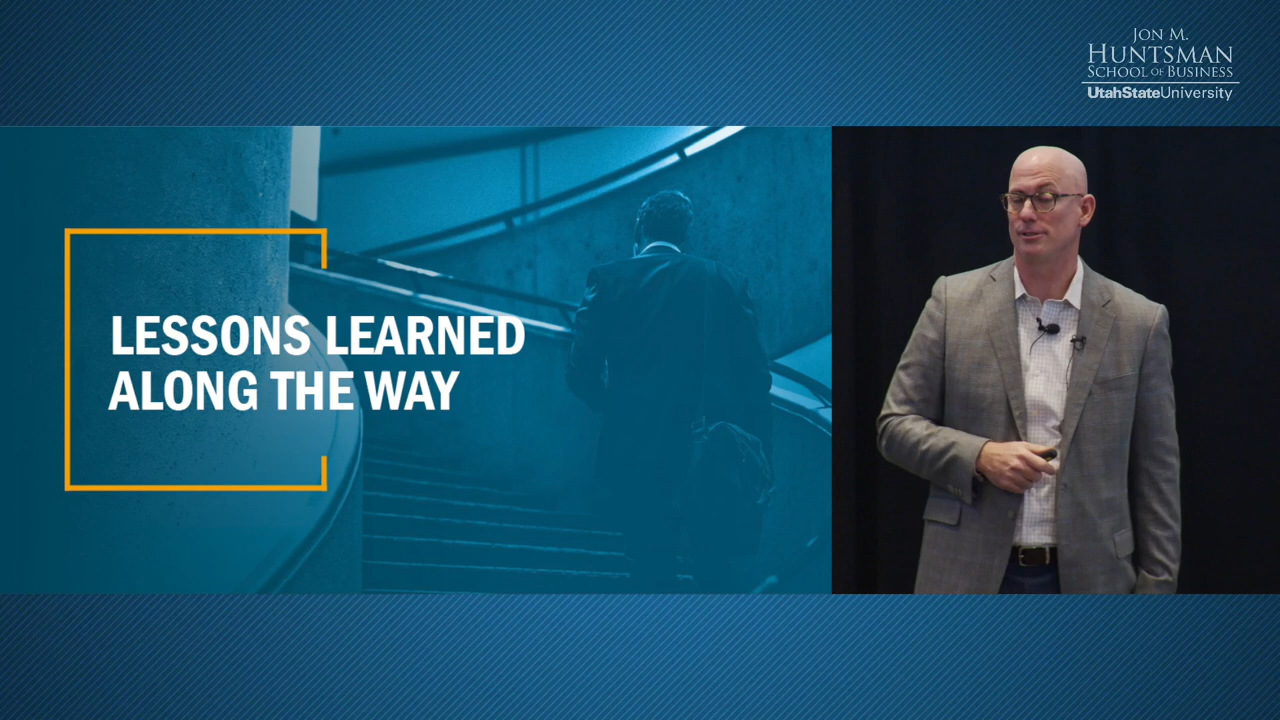 JON M.
HUNTSMAN
SCHOOL OF BUSINESS
UtahStateUniversity
LESSONS LEARNED
ALONG THE WAY